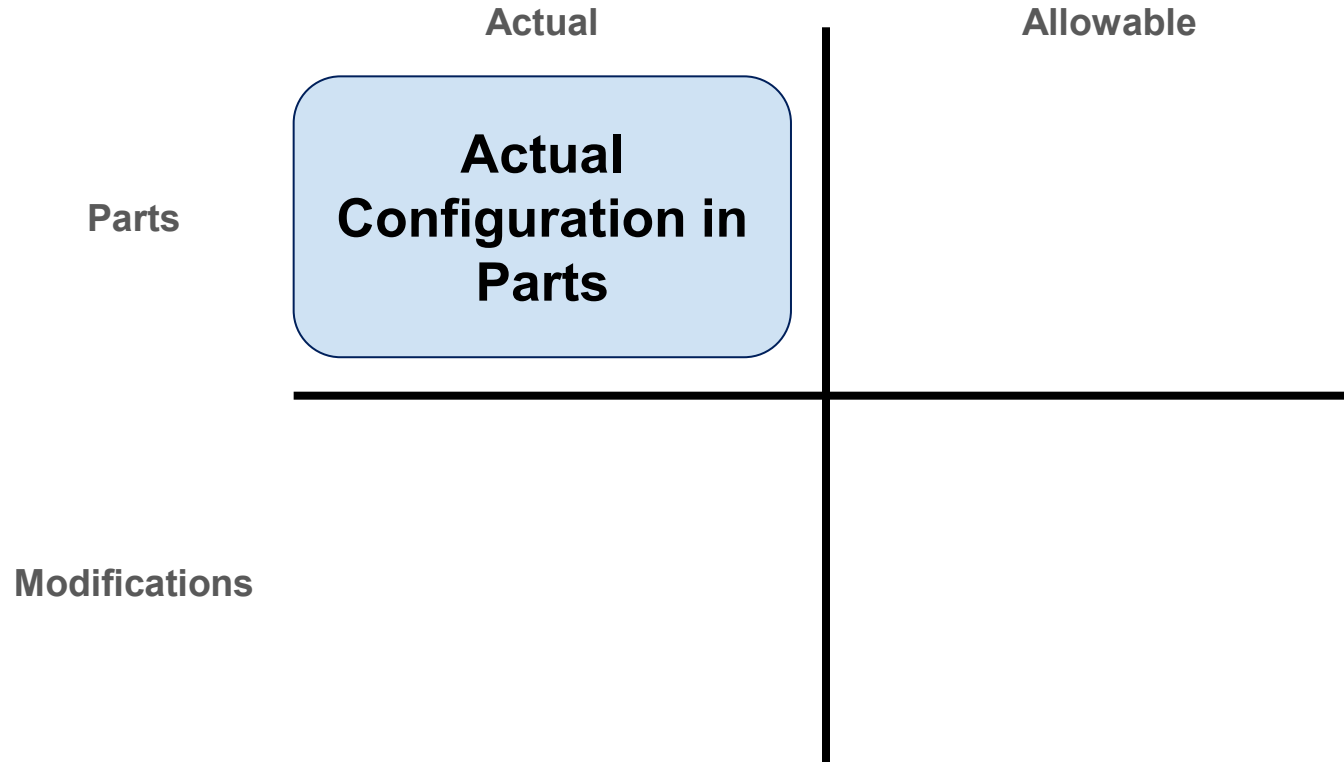 Actual
Allowable
Actual
Configuration in
Parts
Parts
Modifications